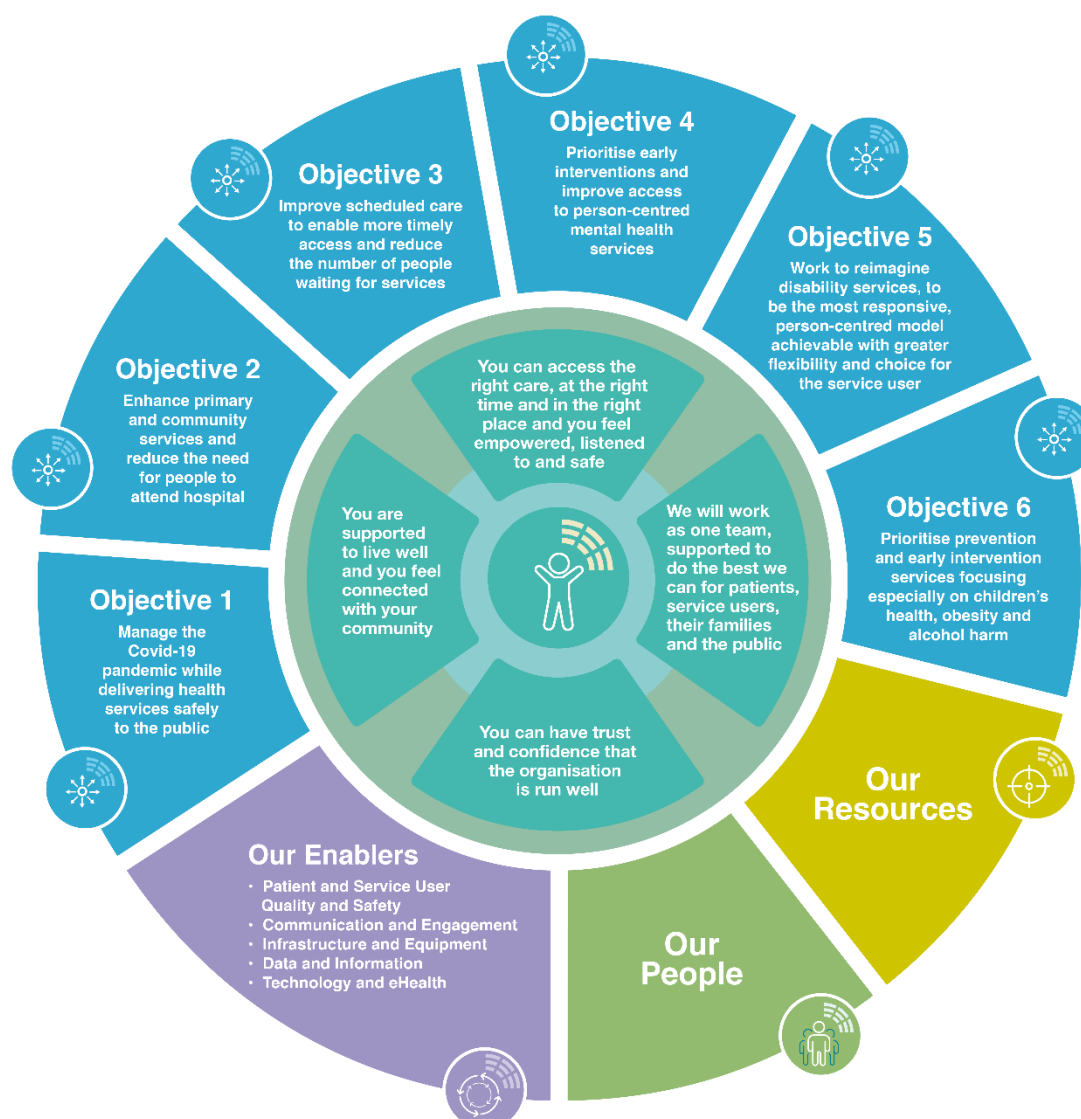 Objective 1
Manage the
Covid-19
pandemic while
delivering health
services safely
to the public
Objective 2
Enhance primary
and community
services and
reduce the need
for people to
attend hospital
Objective 3
Improve scheduled care
to enable more timely
access and reduce
the number of people
waiting for services
Objective 4
Prioritise early
interventions and
improve access
to person-centred
mental health
services
Objective 5
Work to reimagine
disability services, to
be the most responsive,
person-centred model
achievable with greater
flexibility and choice for
the service user
Objective 6
Prioritise prevention
and early intervention
services focusing
especially on children’s
health, obesity and
alcohol harm
Our
Resources
Our
People
Our Enablers
• Patient and Service User
Quality and Safety
• Communication and Engagement
• Infrastructure and Equipment
• Data and Information
• Technology and eHealth
You can access the
right care, at the right
time and in the right
place and you feel
empowered, listened
to and safe
We will work
as one team,
supported to
do the best we
can for patients,
service users,
their families
and the public
You can have trust
and confidence that
the organisation
is run well
You are
supported
to live well
and you feel
connected
with your
community